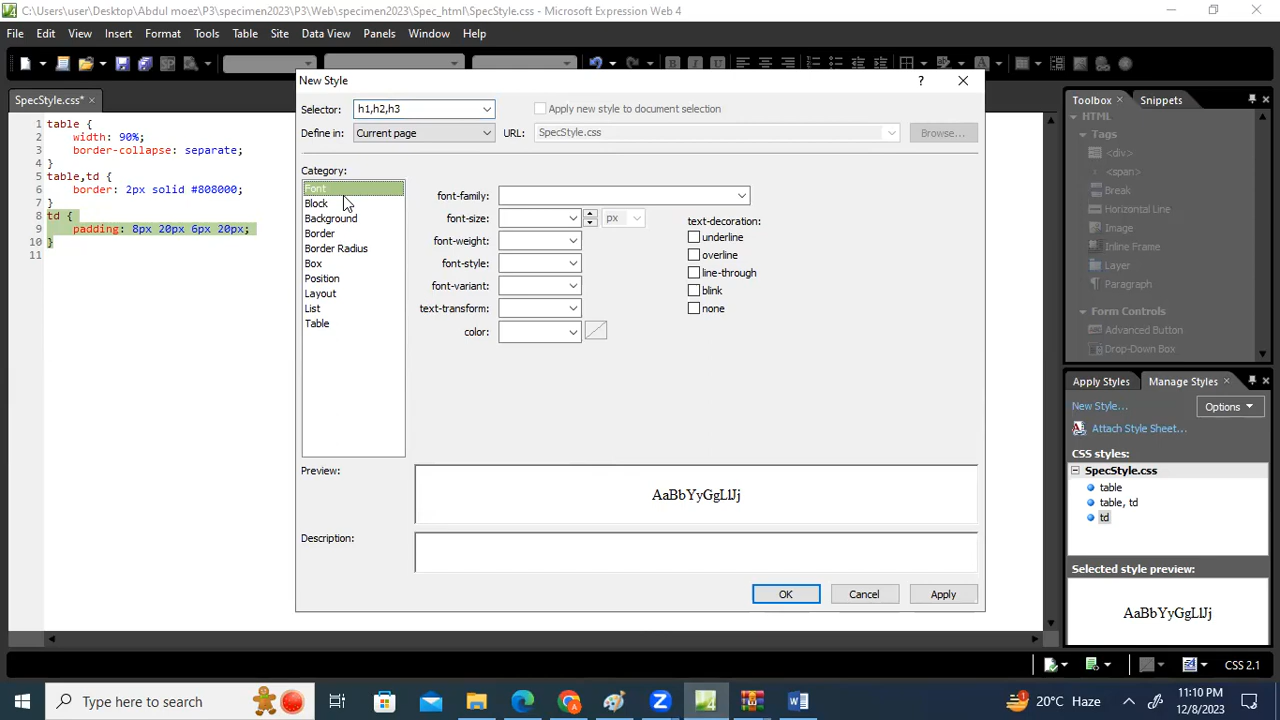 C:\Users\user\Desktop\Abdul moez\P3\specimen2023\P3\Web\specimen2023\Spec_html\SpecStyle.css - Microsoft Expression Web 4
File Edit View Insert Format Tools Table Site Data View Panels Window Help
SpecStyle.css*
1 table {
2 width: 90%;
3 border-collapse: separate;
4 }
5 table,td {
6 border: 2px solid #808000;
7 }
8 td {
9 padding: 8px 20px 6px 20px;
10 }
11
New Style
Selector: h1,h2,h3
Apply new style to document selection
Define in: Current page
URL: SpecStyle.css
Browse...
Category:
Font
Block
Background
Border
Border Radius
Box
Position
Layout
List
Table
font-family:
font-size:
px
font-weight:
font-style:
font-variant:
text-transform:
color:
text-decoration:
underline
overline
line-through
blink
none
Preview:
AaBbYyGgLlJj
Description:
OK
Cancel
Apply
Toolbox
Snippets
HTML
Tags
<div>
<span>
Break
Horizontal Line
Image
Inline Frame
Layer
Paragraph
Form Controls
Advanced Button
Drop-Down Box
Apply Styles
Manage Styles
New Style...
Options
Attach Style Sheet...
CSS styles:
SpecStyle.css
table
table, td
td
Selected style preview:
AaBbYyGgLlJj
CSS 2.1
Type here to search
20°C Haze
11:10 PM
12/8/2023